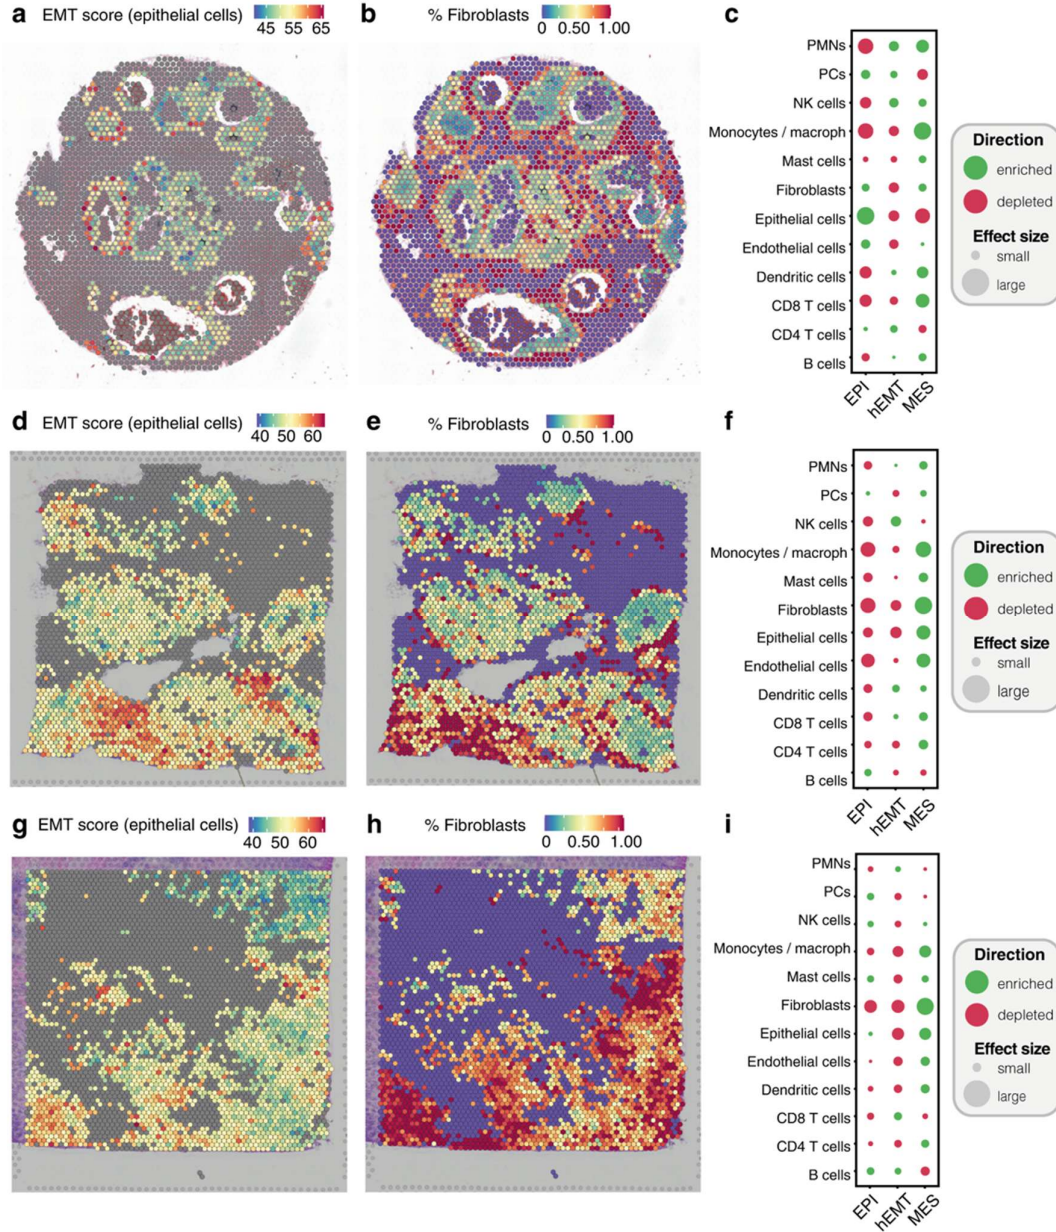 a EMT score (epithelial cells) 45 55 65
b % Fibroblasts 0 0.50 1.00
c
PMNs
PCs
NK cells
Monocytes / macroph
Mast cells
Fibroblasts
Epithelial cells
Endothelial cells
Dendritic cells
CD8 T cells
CD4 T cells
B cells
EPI hEMT MES
Direction
enriched
depleted
Effect size
small
large
d EMT score (epithelial cells) 40 50 60
e % Fibroblasts 0 0.50 1.00
f
PMNs
PCs
NK cells
Monocytes / macroph
Mast cells
Fibroblasts
Epithelial cells
Endothelial cells
Dendritic cells
CD8 T cells
CD4 T cells
B cells
EPI hEMT MES
Direction
enriched
depleted
Effect size
small
large
g EMT score (epithelial cells) 40 50 60
h % Fibroblasts 0 0.50 1.00
i
PMNs
PCs
NK cells
Monocytes / macroph
Mast cells
Fibroblasts
Epithelial cells
Endothelial cells
Dendritic cells
CD8 T cells
CD4 T cells
B cells
EPI hEMT MES
Direction
enriched
depleted
Effect size
small
large